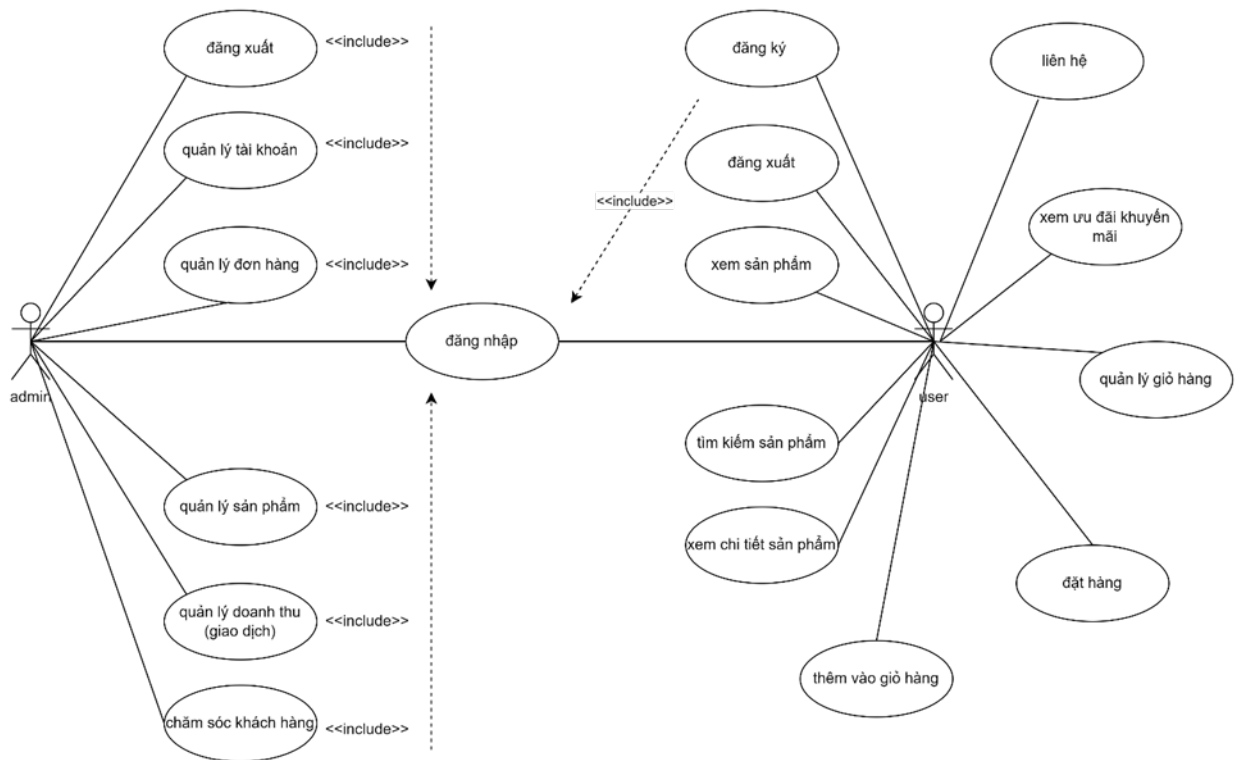 đăng xuất
<<include>>
quản lý tài khoản
<<include>>
quản lý đơn hàng
<<include>>
admin
đăng nhập
quản lý sản phẩm
<<include>>
quản lý doanh thu
(giao dịch)
<<include>>
chăm sóc khách hàng
<<include>>
đăng ký
<<include>>
đăng xuất
xem sản phẩm
user
tìm kiếm sản phẩm
xem chi tiết sản phẩm
thêm vào giỏ hàng
liên hệ
xem ưu đãi khuyến
mãi
quản lý giỏ hàng
đặt hàng